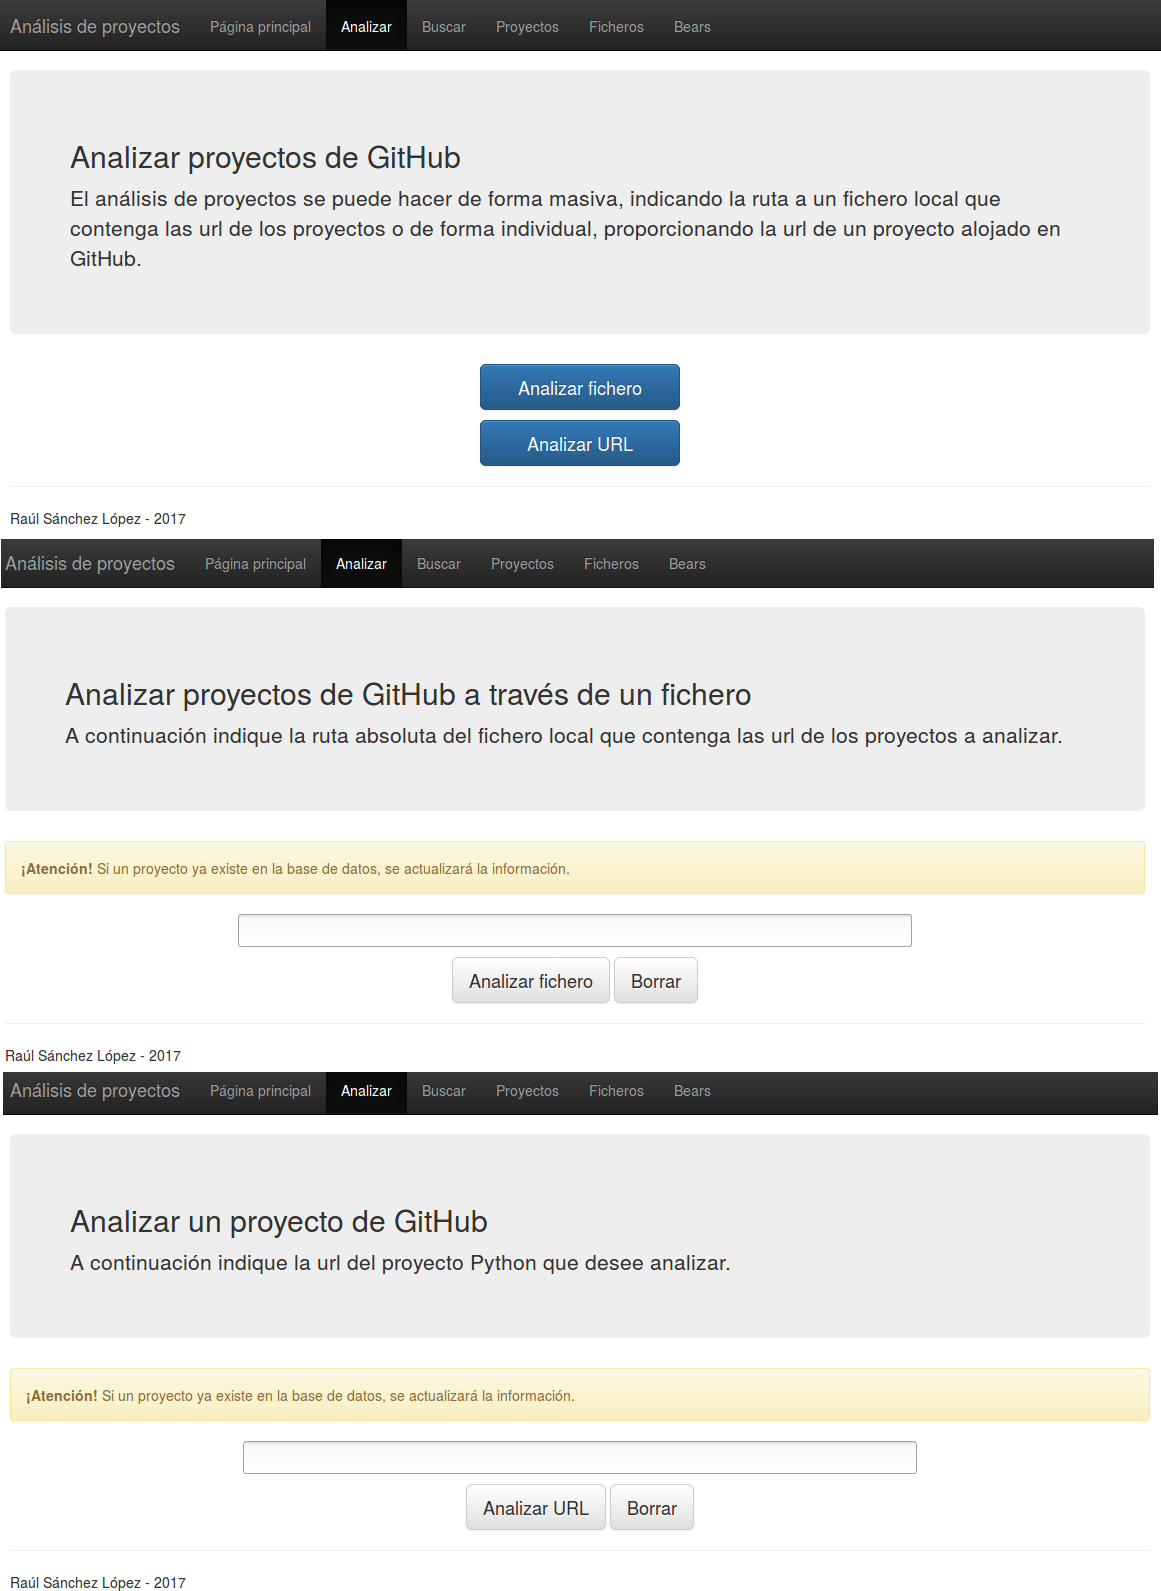 Análisis de proyectos Página principal Analizar Buscar Proyectos Ficheros Bears
Analizar proyectos de GitHub
El análisis de proyectos se puede hacer de forma masiva, indicando la ruta a un fichero local que
contenga las url de los proyectos o de forma individual, proporcionando la url de un proyecto alojado en
GitHub.
Analizar fichero
Analizar URL
Raúl Sánchez López - 2017
Análisis de proyectos Página principal Analizar Buscar Proyectos Ficheros Bears
Analizar proyectos de GitHub a través de un fichero
A continuación indique la ruta absoluta del fichero local que contenga las url de los proyectos a analizar.
¡Atención! Si un proyecto ya existe en la base de datos, se actualizará la información.
Analizar fichero Borrar
Raúl Sánchez López - 2017
Análisis de proyectos Página principal Analizar Buscar Proyectos Ficheros Bears
Analizar un proyecto de GitHub
A continuación indique la url del proyecto Python que desee analizar.
¡Atención! Si un proyecto ya existe en la base de datos, se actualizará la información.
Analizar URL Borrar
Raúl Sánchez López - 2017